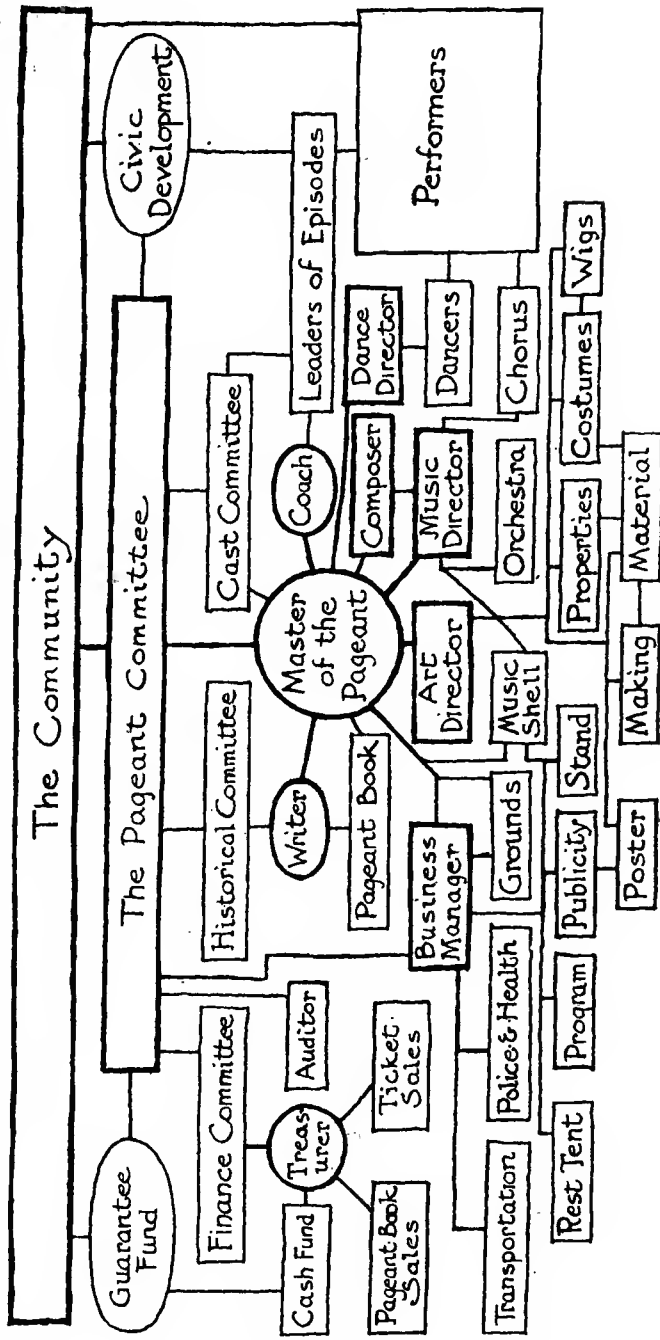 The Community
The Pageant Committee
Guarantee
Fund
Civic
Development
Finance Committee
Auditor
Historical Committee
Cast Committee
Leaders of Episodes
Cash Fund
Treas-
urer
Writer
Master
of the
Pageant
Coach
Pageant Book
Sales
Ticket
Sales
Pageant Book
Composer
Dance
Director
Performers
Business
Manager
Art
Director
Music
Director
Dancers
Transportation
Police & Health
Grounds
Music
Shell
Orchestra
Chorus
Rest Tent
Program
Publicity
Stand
Properties
Costumes
Wigs
Poster
Making
Material